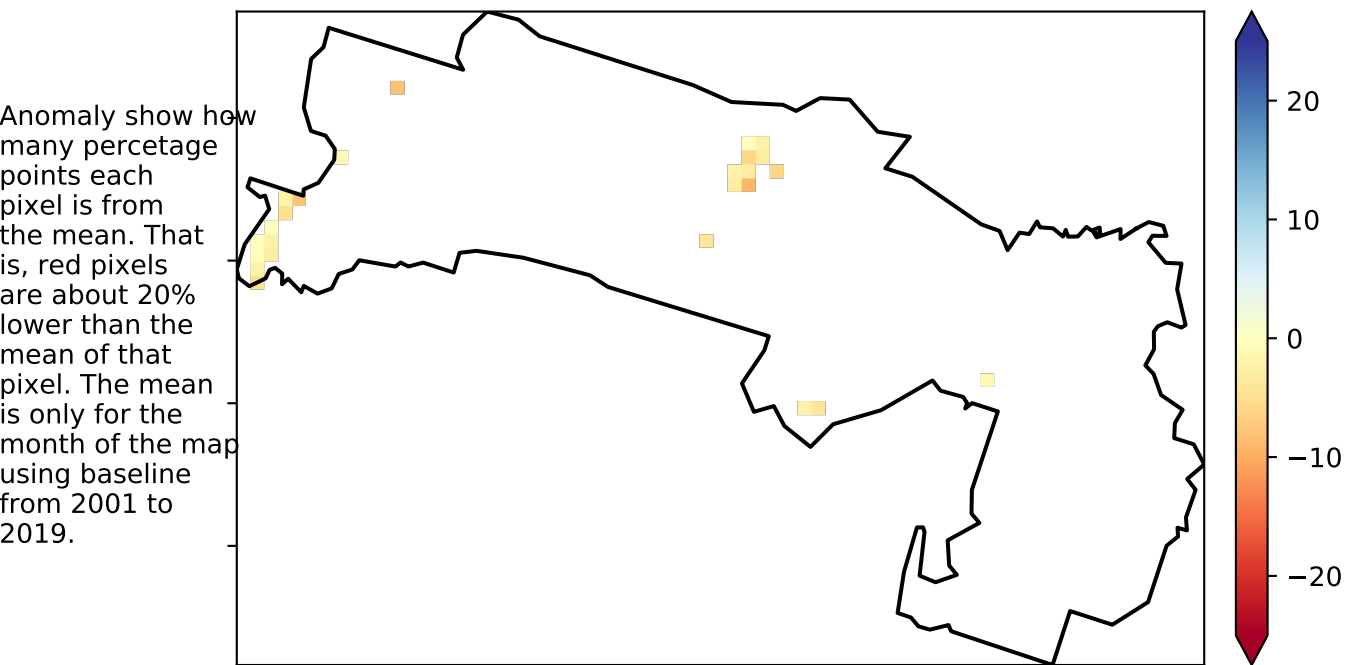 Anomaly show how
many percetage
points each
pixel is from
the mean. That
is, red pixels
are about 20%
lower than the
mean of that
pixel. The mean
is only for the
month of the map
using baseline
from 2001 to
2019.
20
10
0
−10
−20